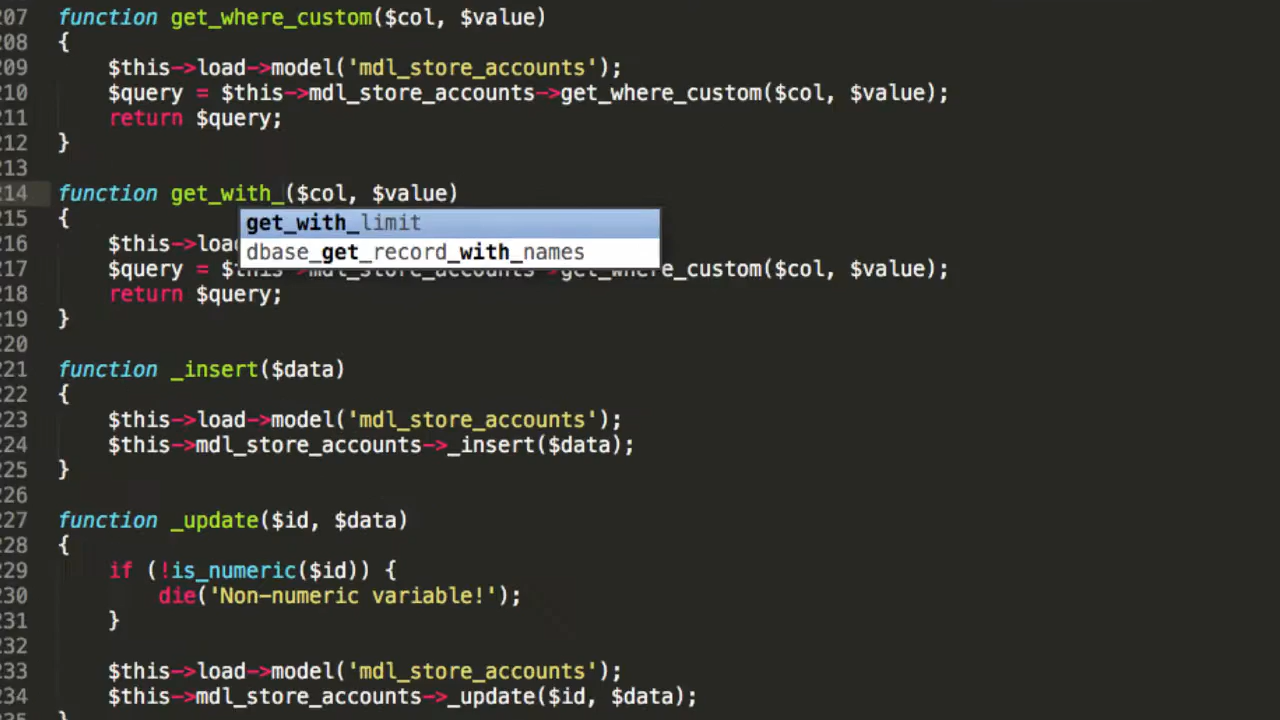 207 function get_where_custom($col, $value)
208 {
209 $this->load->model('mdl_store_accounts');
210 $query = $this->mdl_store_accounts->get_where_custom($col, $value);
211 return $query;
212 }
213
214 function get_with_($col, $value)
215 {
get_with_limit
216 $this->loa
dbase_get_record_with_names
217 $query = $this->mdl_store_accounts->get_where_custom($col, $value);
218 return $query;
219 }
220
221 function _insert($data)
222 {
223 $this->load->model('mdl_store_accounts');
224 $this->mdl_store_accounts->_insert($data);
225 }
226
227 function _update($id, $data)
228 {
229 if (!is_numeric($id)) {
230 die('Non-numeric variable!');
231 }
232
233 $this->load->model('mdl_store_accounts');
234 $this->mdl_store_accounts->_update($id, $data);
235 }